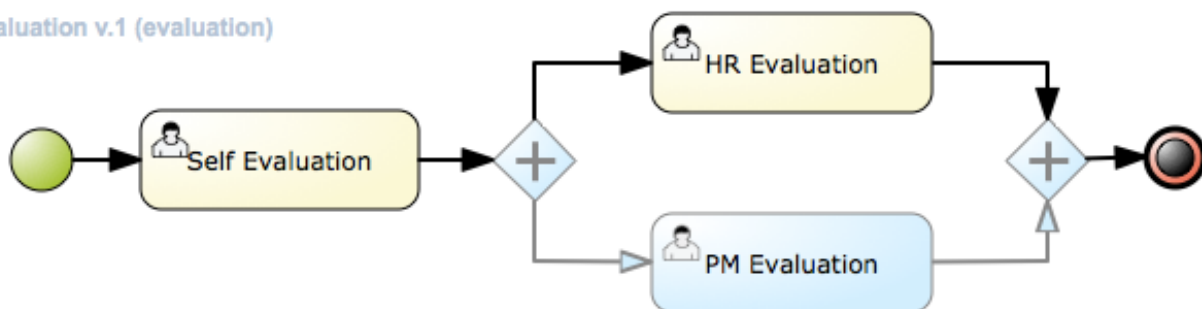 aluation v.1 (evaluation)
HR Evaluation
Self Evaluation
PM Evaluation